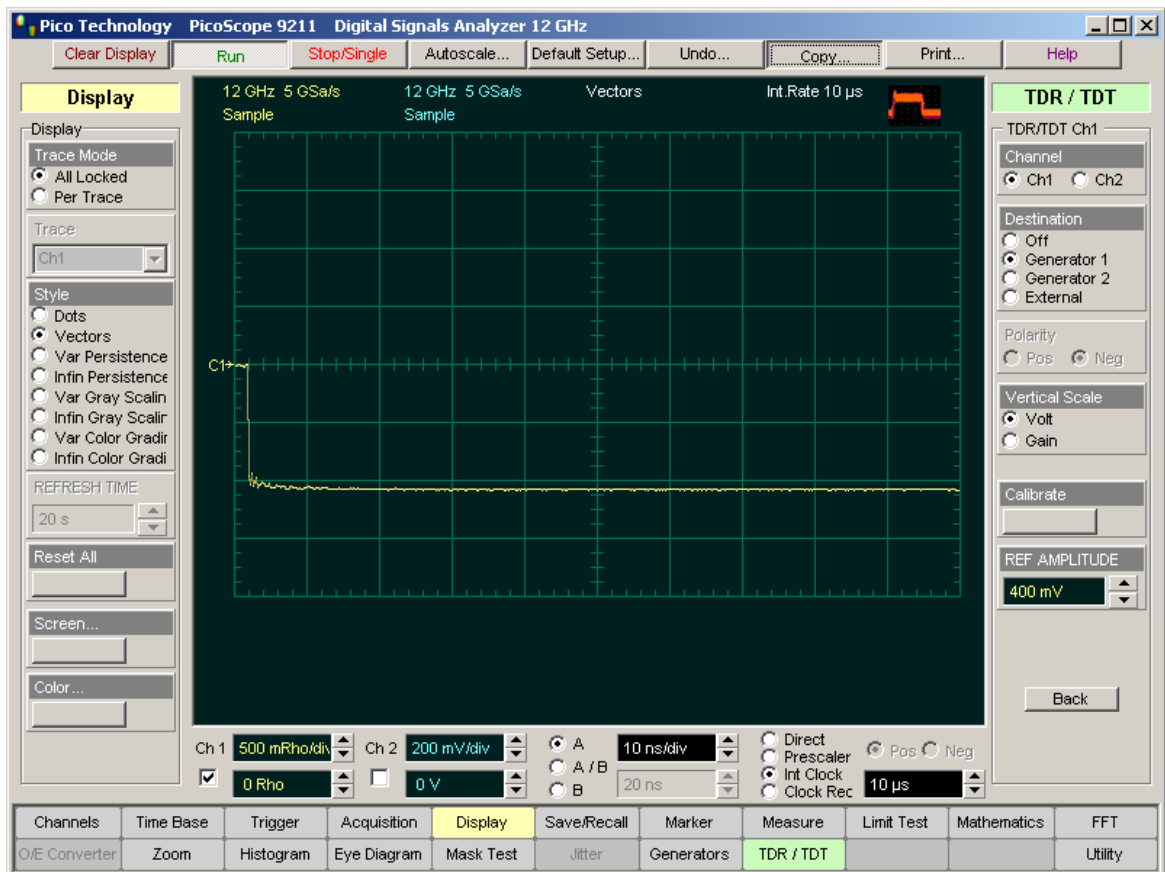 Pico Technology PicoScope 9211 Digital Signals Analyzer 12 GHz
Clear Display Run Stop/Single Autoscale... Default Setup... Undo... Copy... Print... Help
Display
Display
Trace Mode
All Locked
Per Trace
Trace
Ch1
Style
Dots
Vectors
Var Persistence
Infin Persistence
Var Gray Scalin
Infin Gray Scalir
Var Color Gradir
Infin Color Gradi
REFRESH TIME
20 s
Reset All
Screen...
Color...
12 GHz 5 GSa/s 12 GHz 5 GSa/s Vectors Int.Rate 10 µs
Sample Sample
C1
TDR / TDT
TDR/TDT Ch1
Channel
Ch1 Ch2
Destination
Off
Generator 1
Generator 2
External
Polarity
Pos Neg
Vertical Scale
Volt
Gain
Calibrate
REF AMPLITUDE
400 mV
Back
Ch 1 500 mRho/div Ch 2 200 mV/div A 10 ns/div Direct Pos Neg
0 Rho 0 V A / B 20 ns Prescaler
B Int Clock 10 µs
Clock Rec
Channels Time Base Trigger Acquisition Display Save/Recall Marker Measure Limit Test Mathematics FFT
O/E Converter Zoom Histogram Eye Diagram Mask Test Jitter Generators TDR / TDT Utility